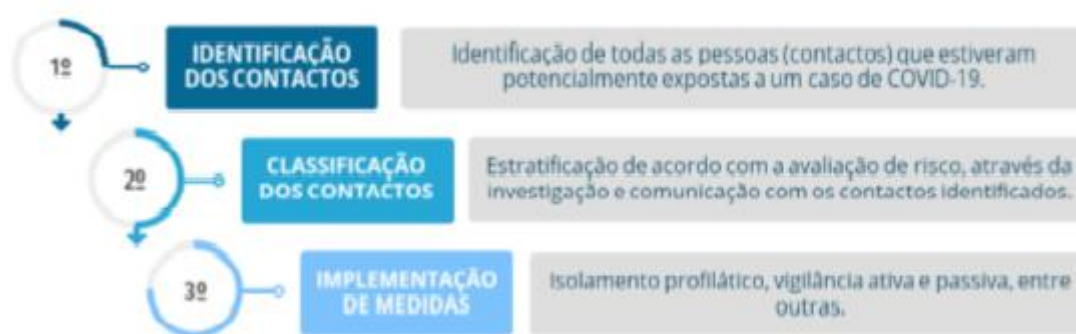 1º
IDENTIFICAÇÃO
DOS CONTACTOS
Identificação de todas as pessoas (contactos) que estiveram
potencialmente expostas a um caso de COVID-19.
2º
CLASSIFICAÇÃO
DOS CONTACTOS
Estratificação de acordo com a avaliação de risco, através da
investigação e comunicação com os contactos identificados.
3º
IMPLEMENTAÇÃO
DE MEDIDAS
Isolamento profilático, vigilância ativa e passiva, entre
outras.